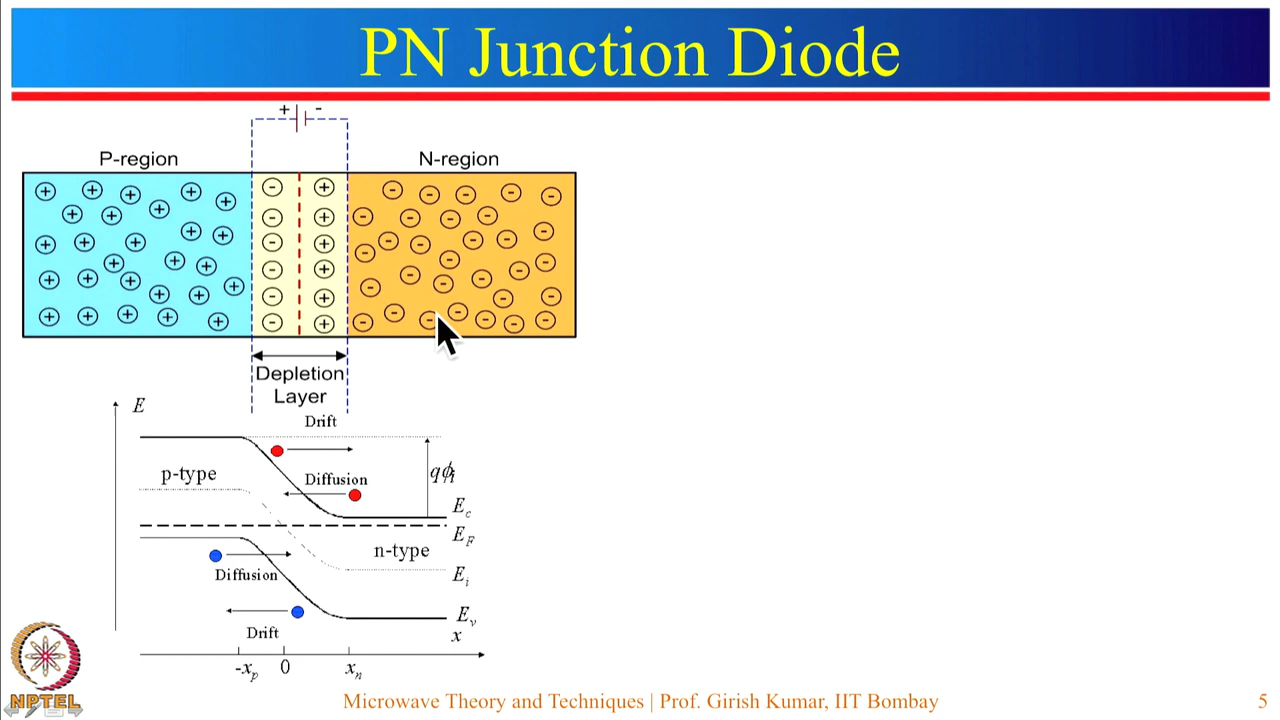 PN Junction Diode
+ -
P-region N-region
Depletion
Layer
E
Drift
p-type
Diffusion
qϕᵢ
E_c
E_F
n-type
Diffusion
E_i
E_v
Drift
x
-x_p 0 x_n
NPTEL
Microwave Theory and Techniques | Prof. Girish Kumar, IIT Bombay 5